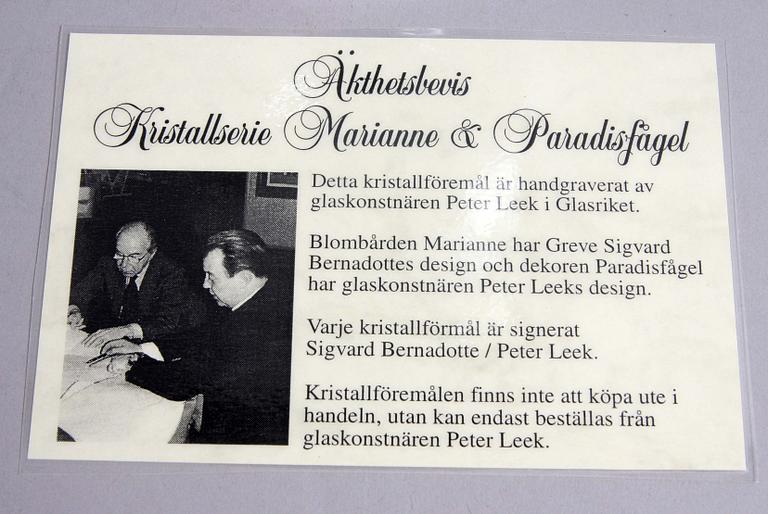 Äkthetsbevis
Kristallserie Marianne & Paradisfågel
Detta kristallföremål är handgraverat av
glaskonstnären Peter Leek i Glasriket.
Blombården Marianne har Greve Sigvard
Bernadottes design och dekoren Paradisfågel
har glaskonstnären Peter Leeks design.
Varje kristallförmål är signerat
Sigvard Bernadotte / Peter Leek.
Kristallföremålen finns inte att köpa ute i
handeln, utan kan endast beställas från
glaskonstnären Peter Leek.